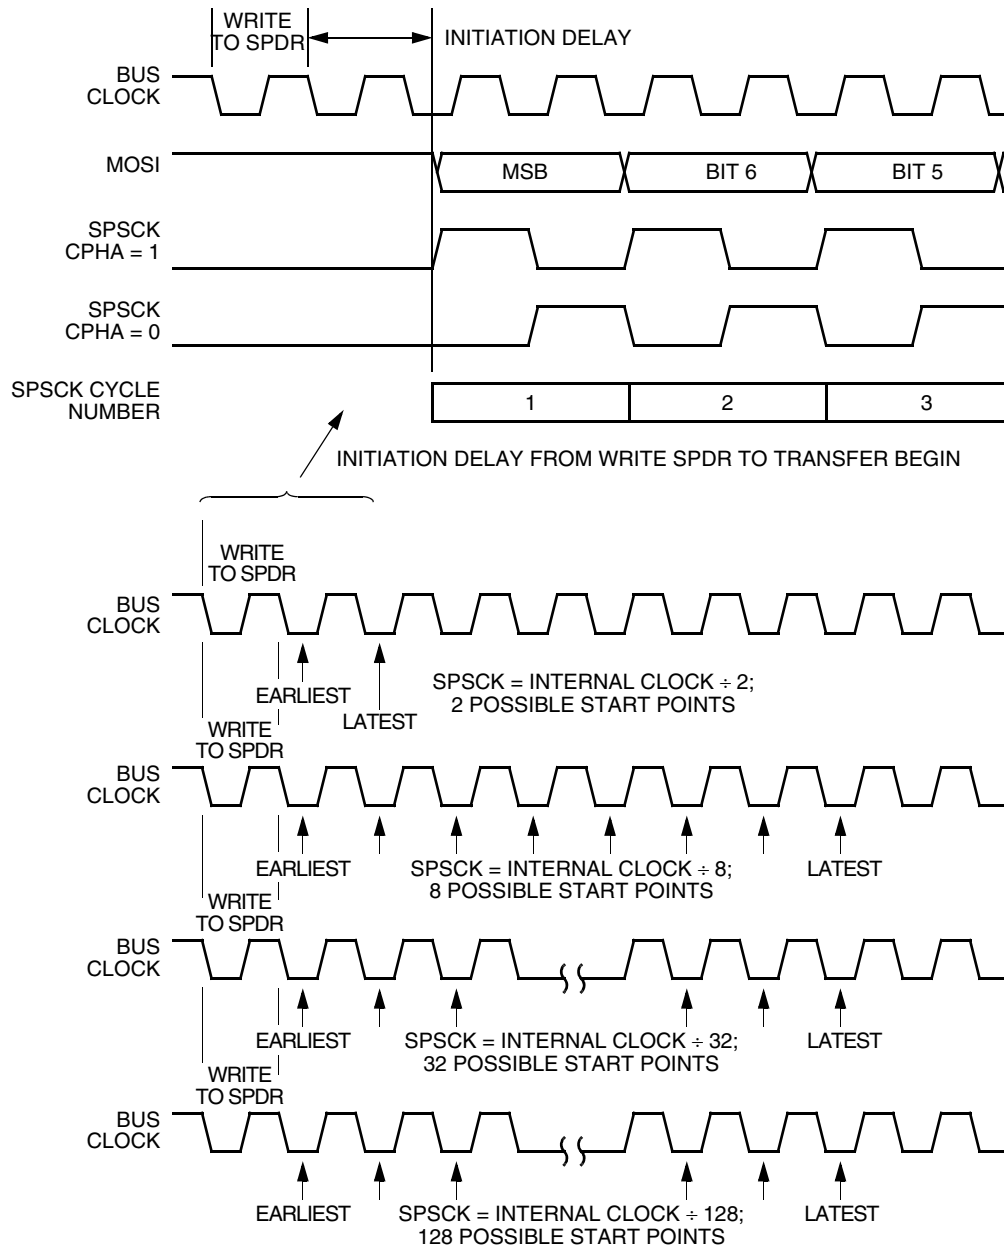 WRITE
TO SPDR
INITIATION DELAY
BUS
CLOCK
MOSI
MSB
BIT 6
BIT 5
SPSCK
CPHA = 1
SPSCK
CPHA = 0
SPSCK CYCLE
NUMBER
1
2
3
INITIATION DELAY FROM WRITE SPDR TO TRANSFER BEGIN
WRITE
TO SPDR
BUS
CLOCK
EARLIEST
LATEST
SPSCK = INTERNAL CLOCK ÷ 2;
2 POSSIBLE START POINTS
WRITE
TO SPDR
BUS
CLOCK
EARLIEST
SPSCK = INTERNAL CLOCK ÷ 8;
8 POSSIBLE START POINTS
LATEST
WRITE
TO SPDR
BUS
CLOCK
EARLIEST
SPSCK = INTERNAL CLOCK ÷ 32;
32 POSSIBLE START POINTS
LATEST
WRITE
TO SPDR
BUS
CLOCK
EARLIEST
SPSCK = INTERNAL CLOCK ÷ 128;
128 POSSIBLE START POINTS
LATEST